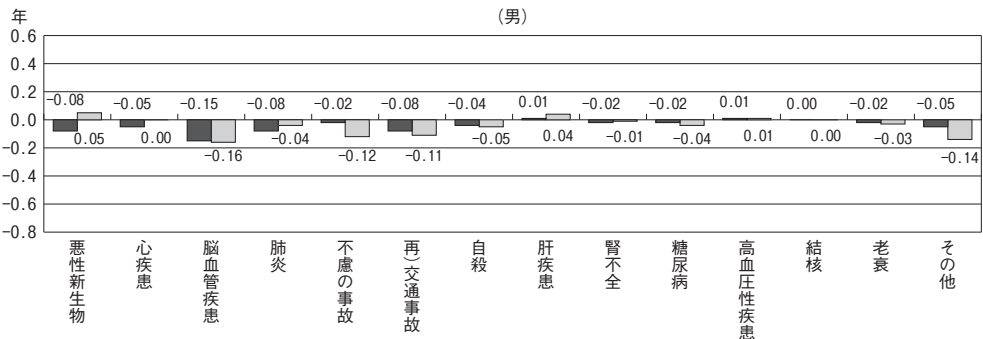 年
(男)
0.6
0.4
0.2
0.0
−0.2
−0.4
−0.6
−0.8
−0.08 −0.05 −0.15 −0.08 −0.02 −0.08 −0.04 0.01 −0.02 −0.02 0.01 0.00 −0.02 −0.05
0.05 0.00 −0.16 −0.04 −0.12 −0.11 −0.05 0.04 −0.01 −0.04 0.01 0.00 −0.03 −0.14
悪性新生物
心疾患
脳血管疾患
肺炎
不慮の事故
再)交通事故
自殺
肝疾患
腎不全
糖尿病
高血圧性疾患
結核
老衰
その他